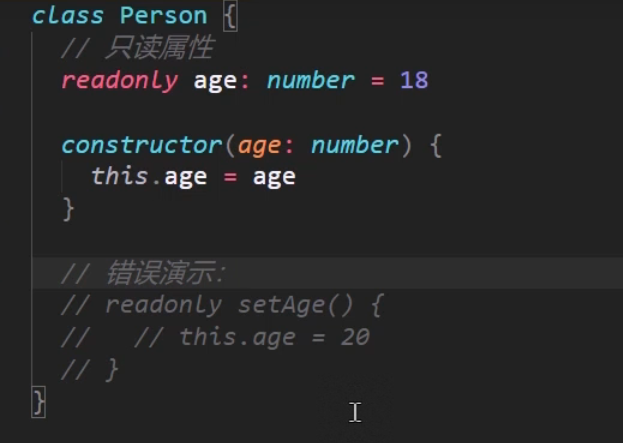 class Person {
// 只读属性
readonly age: number = 18
constructor(age: number) {
this.age = age
}
// 错误演示：
// readonly setAge() {
//   // this.age = 20
// }
}